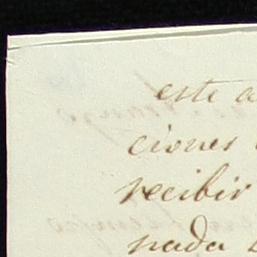 este a
ciones
recibir
nada